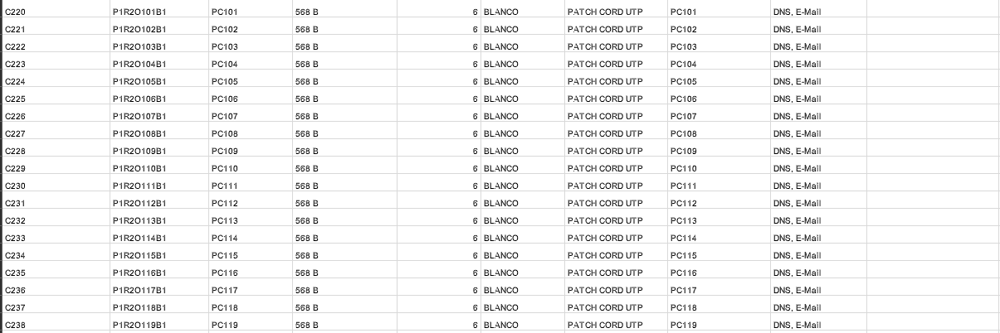 C220 P1R2O101B1 PC101 568 B 6 BLANCO PATCH CORD UTP PC101 DNS, E-Mail
C221 P1R2O102B1 PC102 568 B 6 BLANCO PATCH CORD UTP PC102 DNS, E-Mail
C222 P1R2O103B1 PC103 568 B 6 BLANCO PATCH CORD UTP PC103 DNS, E-Mail
C223 P1R2O104B1 PC104 568 B 6 BLANCO PATCH CORD UTP PC104 DNS, E-Mail
C224 P1R2O105B1 PC105 568 B 6 BLANCO PATCH CORD UTP PC105 DNS, E-Mail
C225 P1R2O106B1 PC106 568 B 6 BLANCO PATCH CORD UTP PC106 DNS, E-Mail
C226 P1R2O107B1 PC107 568 B 6 BLANCO PATCH CORD UTP PC107 DNS, E-Mail
C227 P1R2O108B1 PC108 568 B 6 BLANCO PATCH CORD UTP PC108 DNS, E-Mail
C228 P1R2O109B1 PC109 568 B 6 BLANCO PATCH CORD UTP PC109 DNS, E-Mail
C229 P1R2O110B1 PC110 568 B 6 BLANCO PATCH CORD UTP PC110 DNS, E-Mail
C230 P1R2O111B1 PC111 568 B 6 BLANCO PATCH CORD UTP PC111 DNS, E-Mail
C231 P1R2O112B1 PC112 568 B 6 BLANCO PATCH CORD UTP PC112 DNS, E-Mail
C232 P1R2O113B1 PC113 568 B 6 BLANCO PATCH CORD UTP PC113 DNS, E-Mail
C233 P1R2O114B1 PC114 568 B 6 BLANCO PATCH CORD UTP PC114 DNS, E-Mail
C234 P1R2O115B1 PC115 568 B 6 BLANCO PATCH CORD UTP PC115 DNS, E-Mail
C235 P1R2O116B1 PC116 568 B 6 BLANCO PATCH CORD UTP PC116 DNS, E-Mail
C236 P1R2O117B1 PC117 568 B 6 BLANCO PATCH CORD UTP PC117 DNS, E-Mail
C237 P1R2O118B1 PC118 568 B 6 BLANCO PATCH CORD UTP PC118 DNS, E-Mail
C238 P1R2O119B1 PC119 568 B 6 BLANCO PATCH CORD UTP PC119 DNS, E-Mail